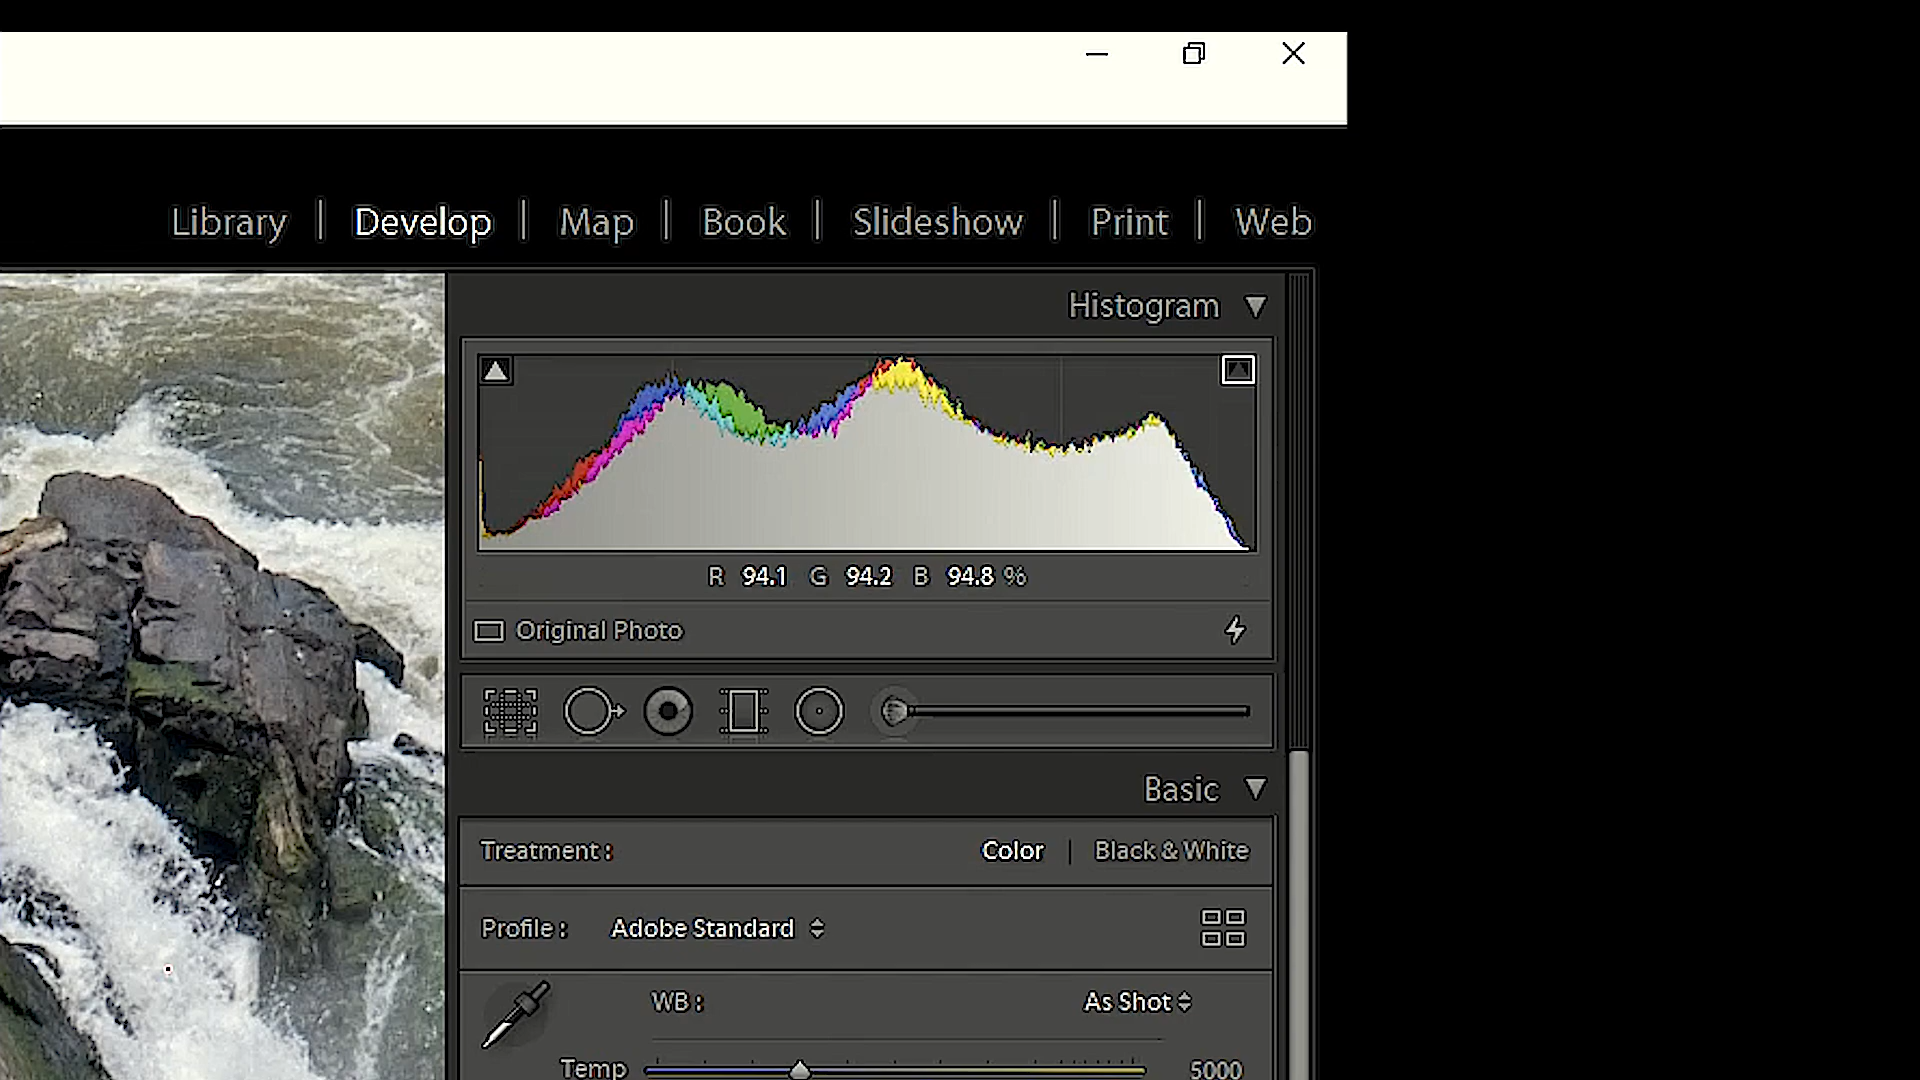 Library | Develop | Map | Book | Slideshow | Print | Web
Histogram
R 94.1 G 94.2 B 94.8 %
Original Photo
Basic
Treatment : Color | Black & White
Profile : Adobe Standard
WB : As Shot
Temp 5000